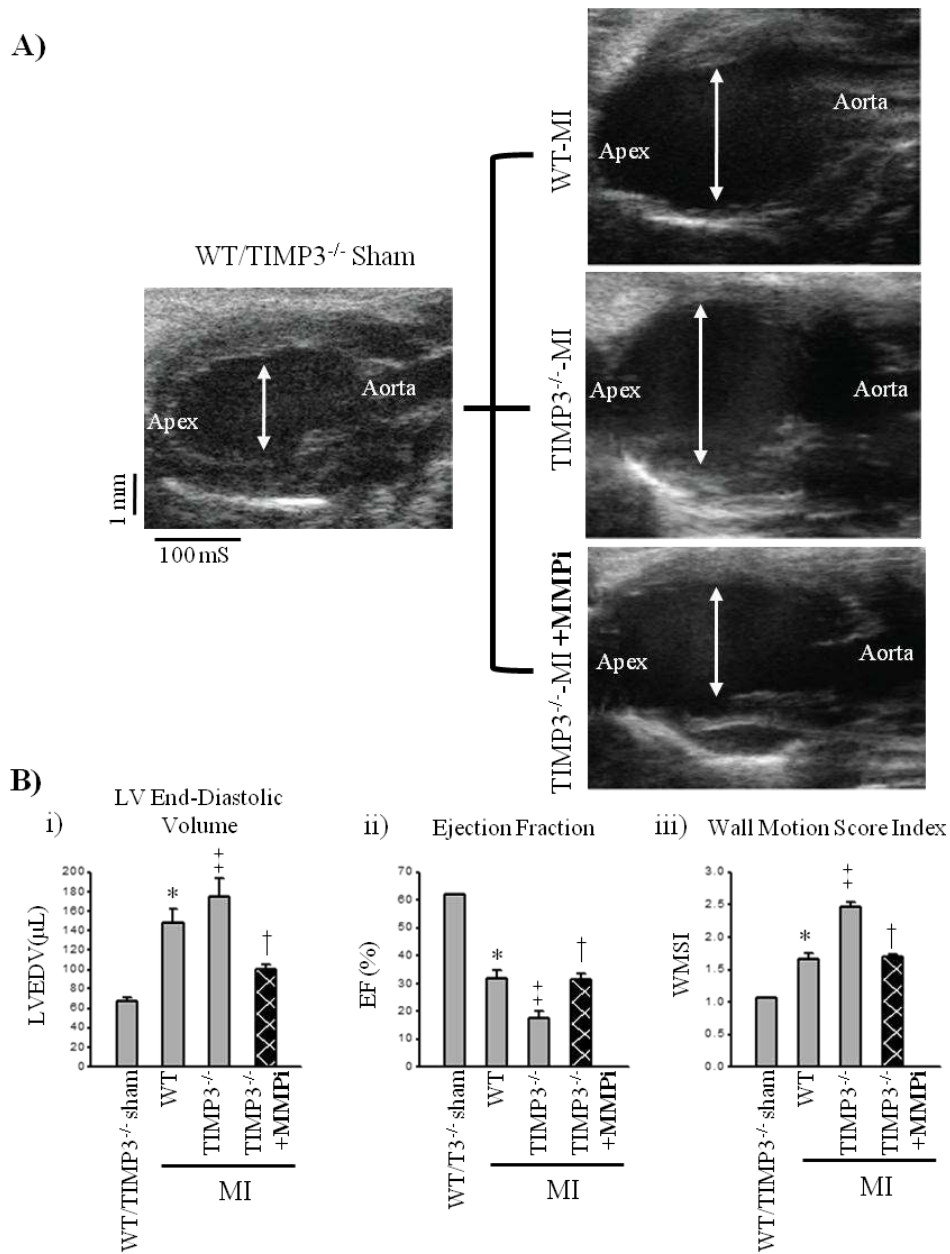 A)
WT/TIMP3-/- Sham
Apex
Aorta
1 mm
100 mS
WT-MI
Apex
Aorta
TIMP3-/--MI
Apex
Aorta
TIMP3-/--MI +MMPi
Apex
Aorta
B)
i)
LV End-Diastolic
Volume
LVEDV(µL)
200
180
160
140
120
100
80
60
40
20
0
*
‡
†
WT/TIMP3-/- sham
WT
TIMP3-/-
TIMP3-/-
+MMPi
MI
ii)
Ejection Fraction
EF (%)
70
60
50
40
30
20
10
0
*
‡
†
WT/T3-/- sham
WT
TIMP3-/-
TIMP3-/-
+MMPi
MI
iii)
Wall Motion Score Index
WMSI
3.0
2.5
2.0
1.5
1.0
0.5
0.0
*
‡
†
WT/TIMP3-/- sham
WT
TIMP3-/-
TIMP3-/-
+MMPi
MI